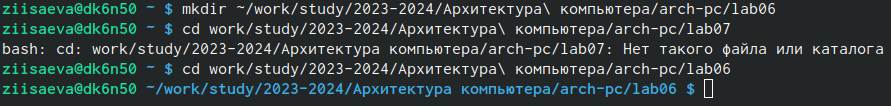 ziisaeva@dk6n50 ~ $ mkdir ~/work/study/2023-2024/Архитектура\ компьютера/arch-pc/lab06
ziisaeva@dk6n50 ~ $ cd work/study/2023-2024/Архитектура\ компьютера/arch-pc/lab07
bash: cd: work/study/2023-2024/Архитектура компьютера/arch-pc/lab07: Нет такого файла или каталога
ziisaeva@dk6n50 ~ $ cd work/study/2023-2024/Архитектура\ компьютера/arch-pc/lab06
ziisaeva@dk6n50 ~/work/study/2023-2024/Архитектура компьютера/arch-pc/lab06 $